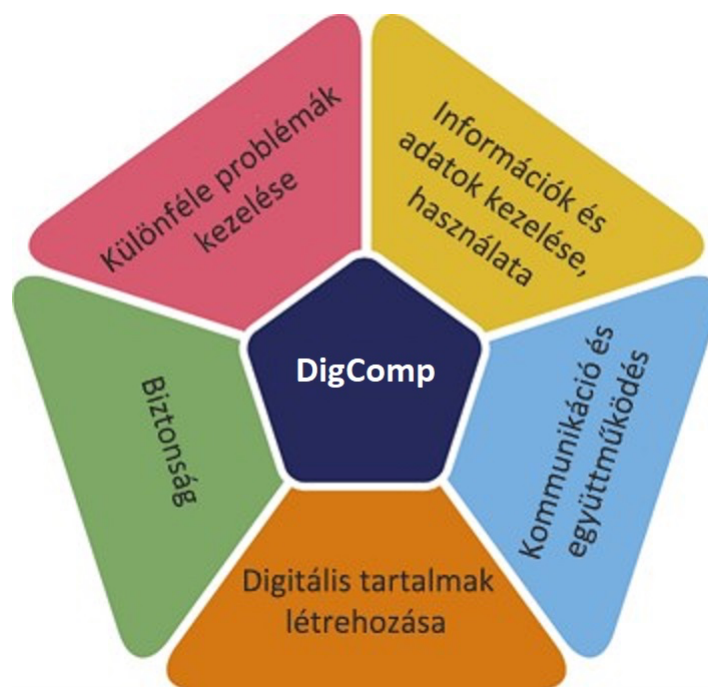 Különféle problémák
kezelése
Információk és
adatok kezelése,
használata
DigComp
Biztonság
Kommunikáció és
együttműködés
Digitális tartalmak
létrehozása